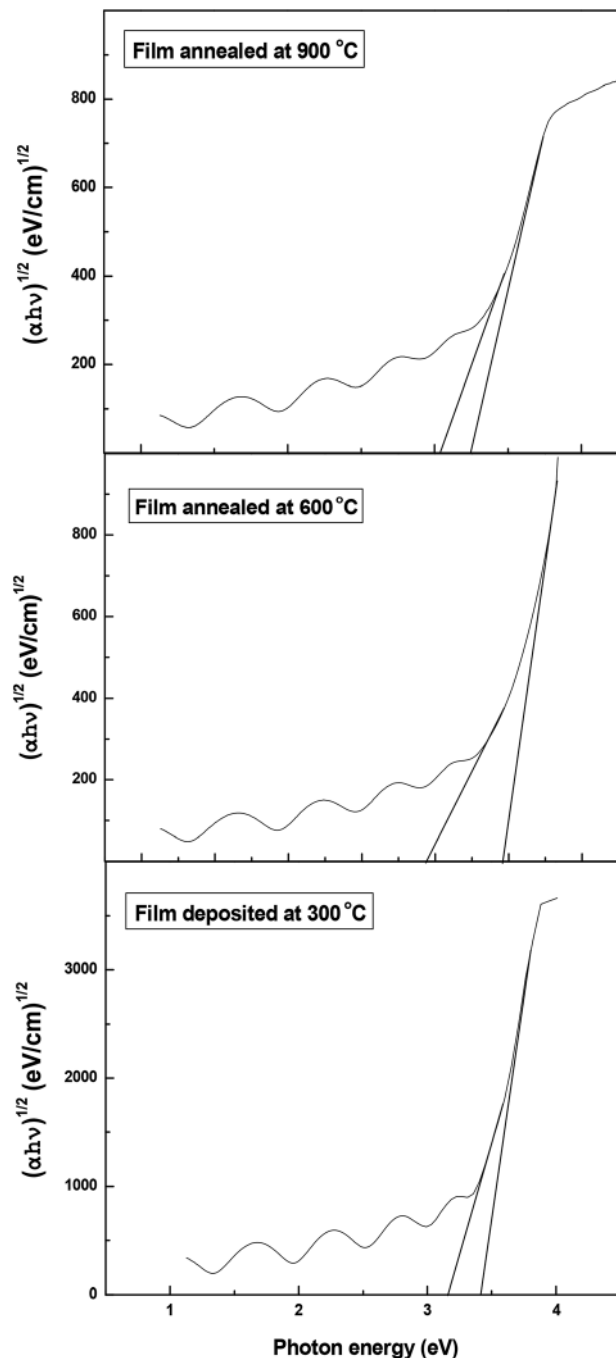 Film annealed at 900 °C
800
600
400
200
(αhν)^1/2 (eV/cm)^1/2
Film annealed at 600 °C
800
600
400
200
(αhν)^1/2 (eV/cm)^1/2
Film deposited at 300 °C
3000
2000
1000
0
(αhν)^1/2 (eV/cm)^1/2
1 2 3 4
Photon energy (eV)